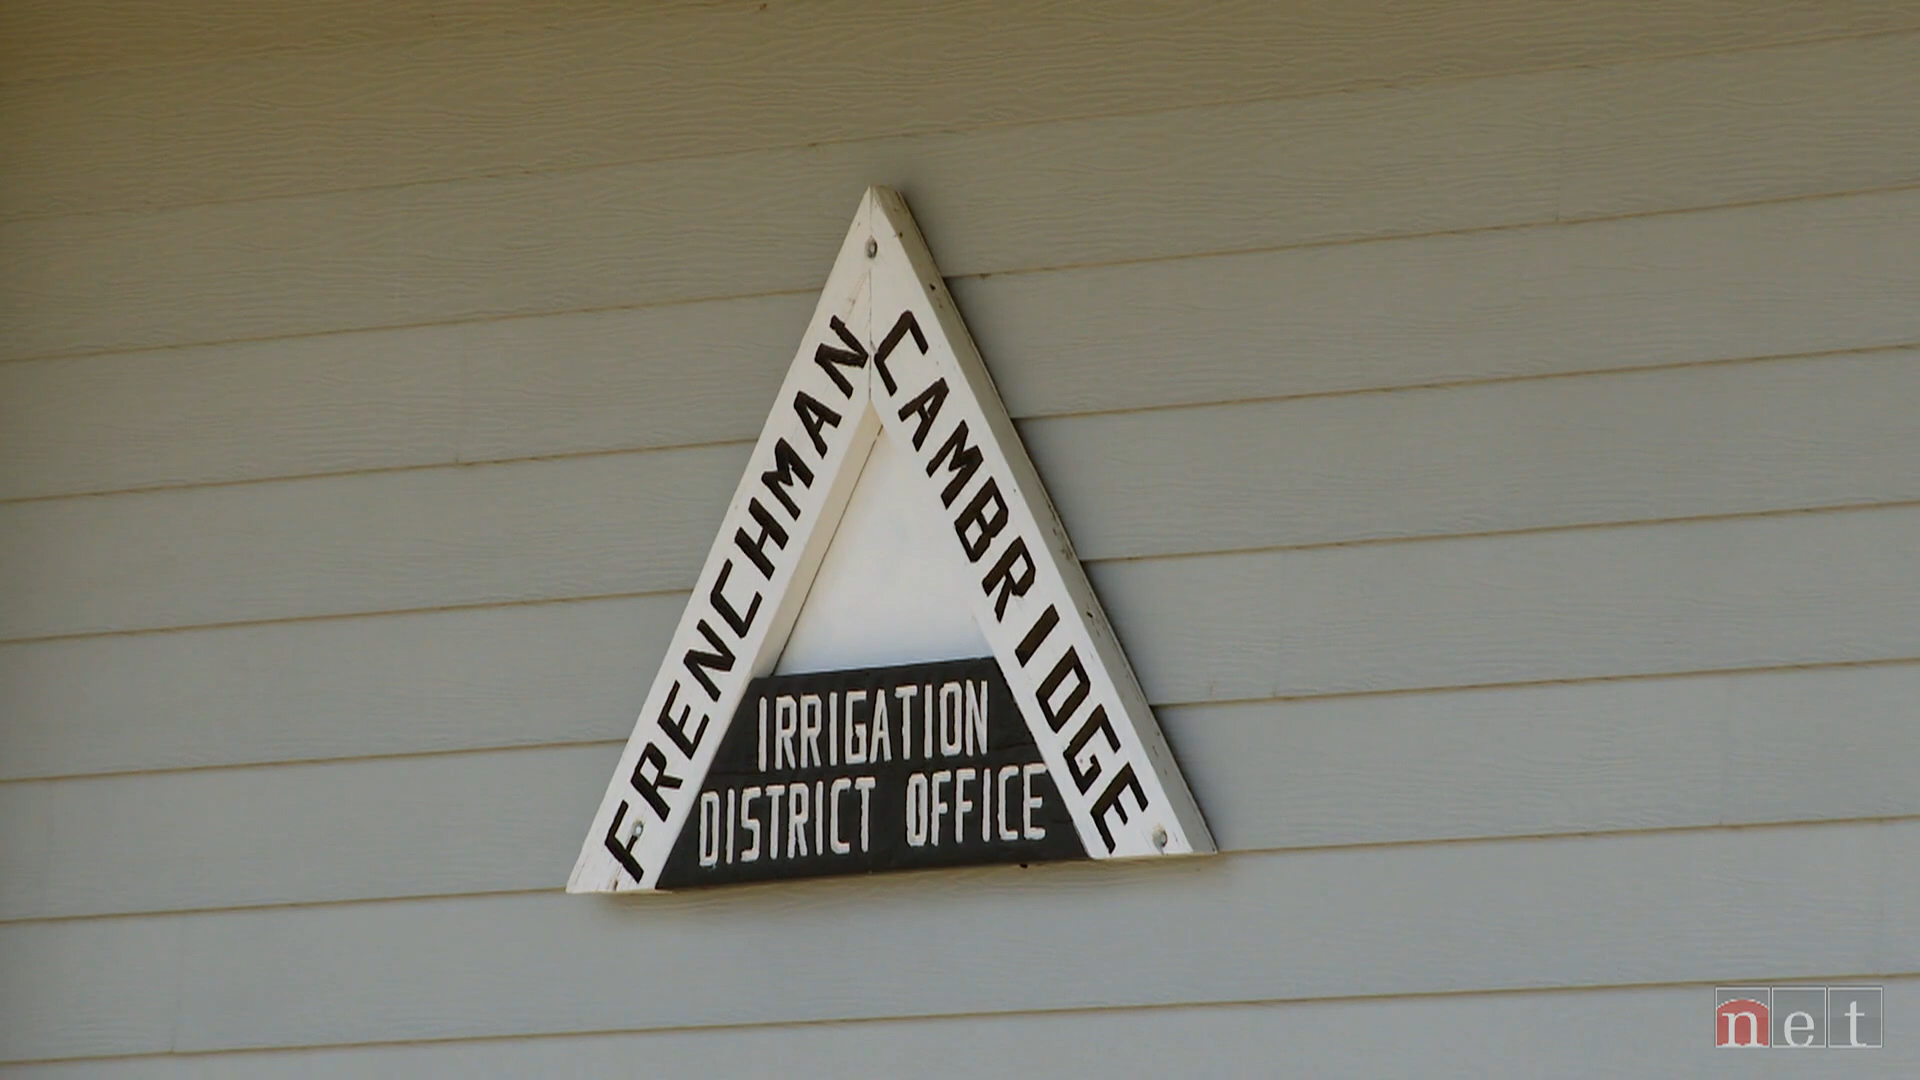 FRENCHMAN
CAMBRIDGE
IRRIGATION
DISTRICT OFFICE
net